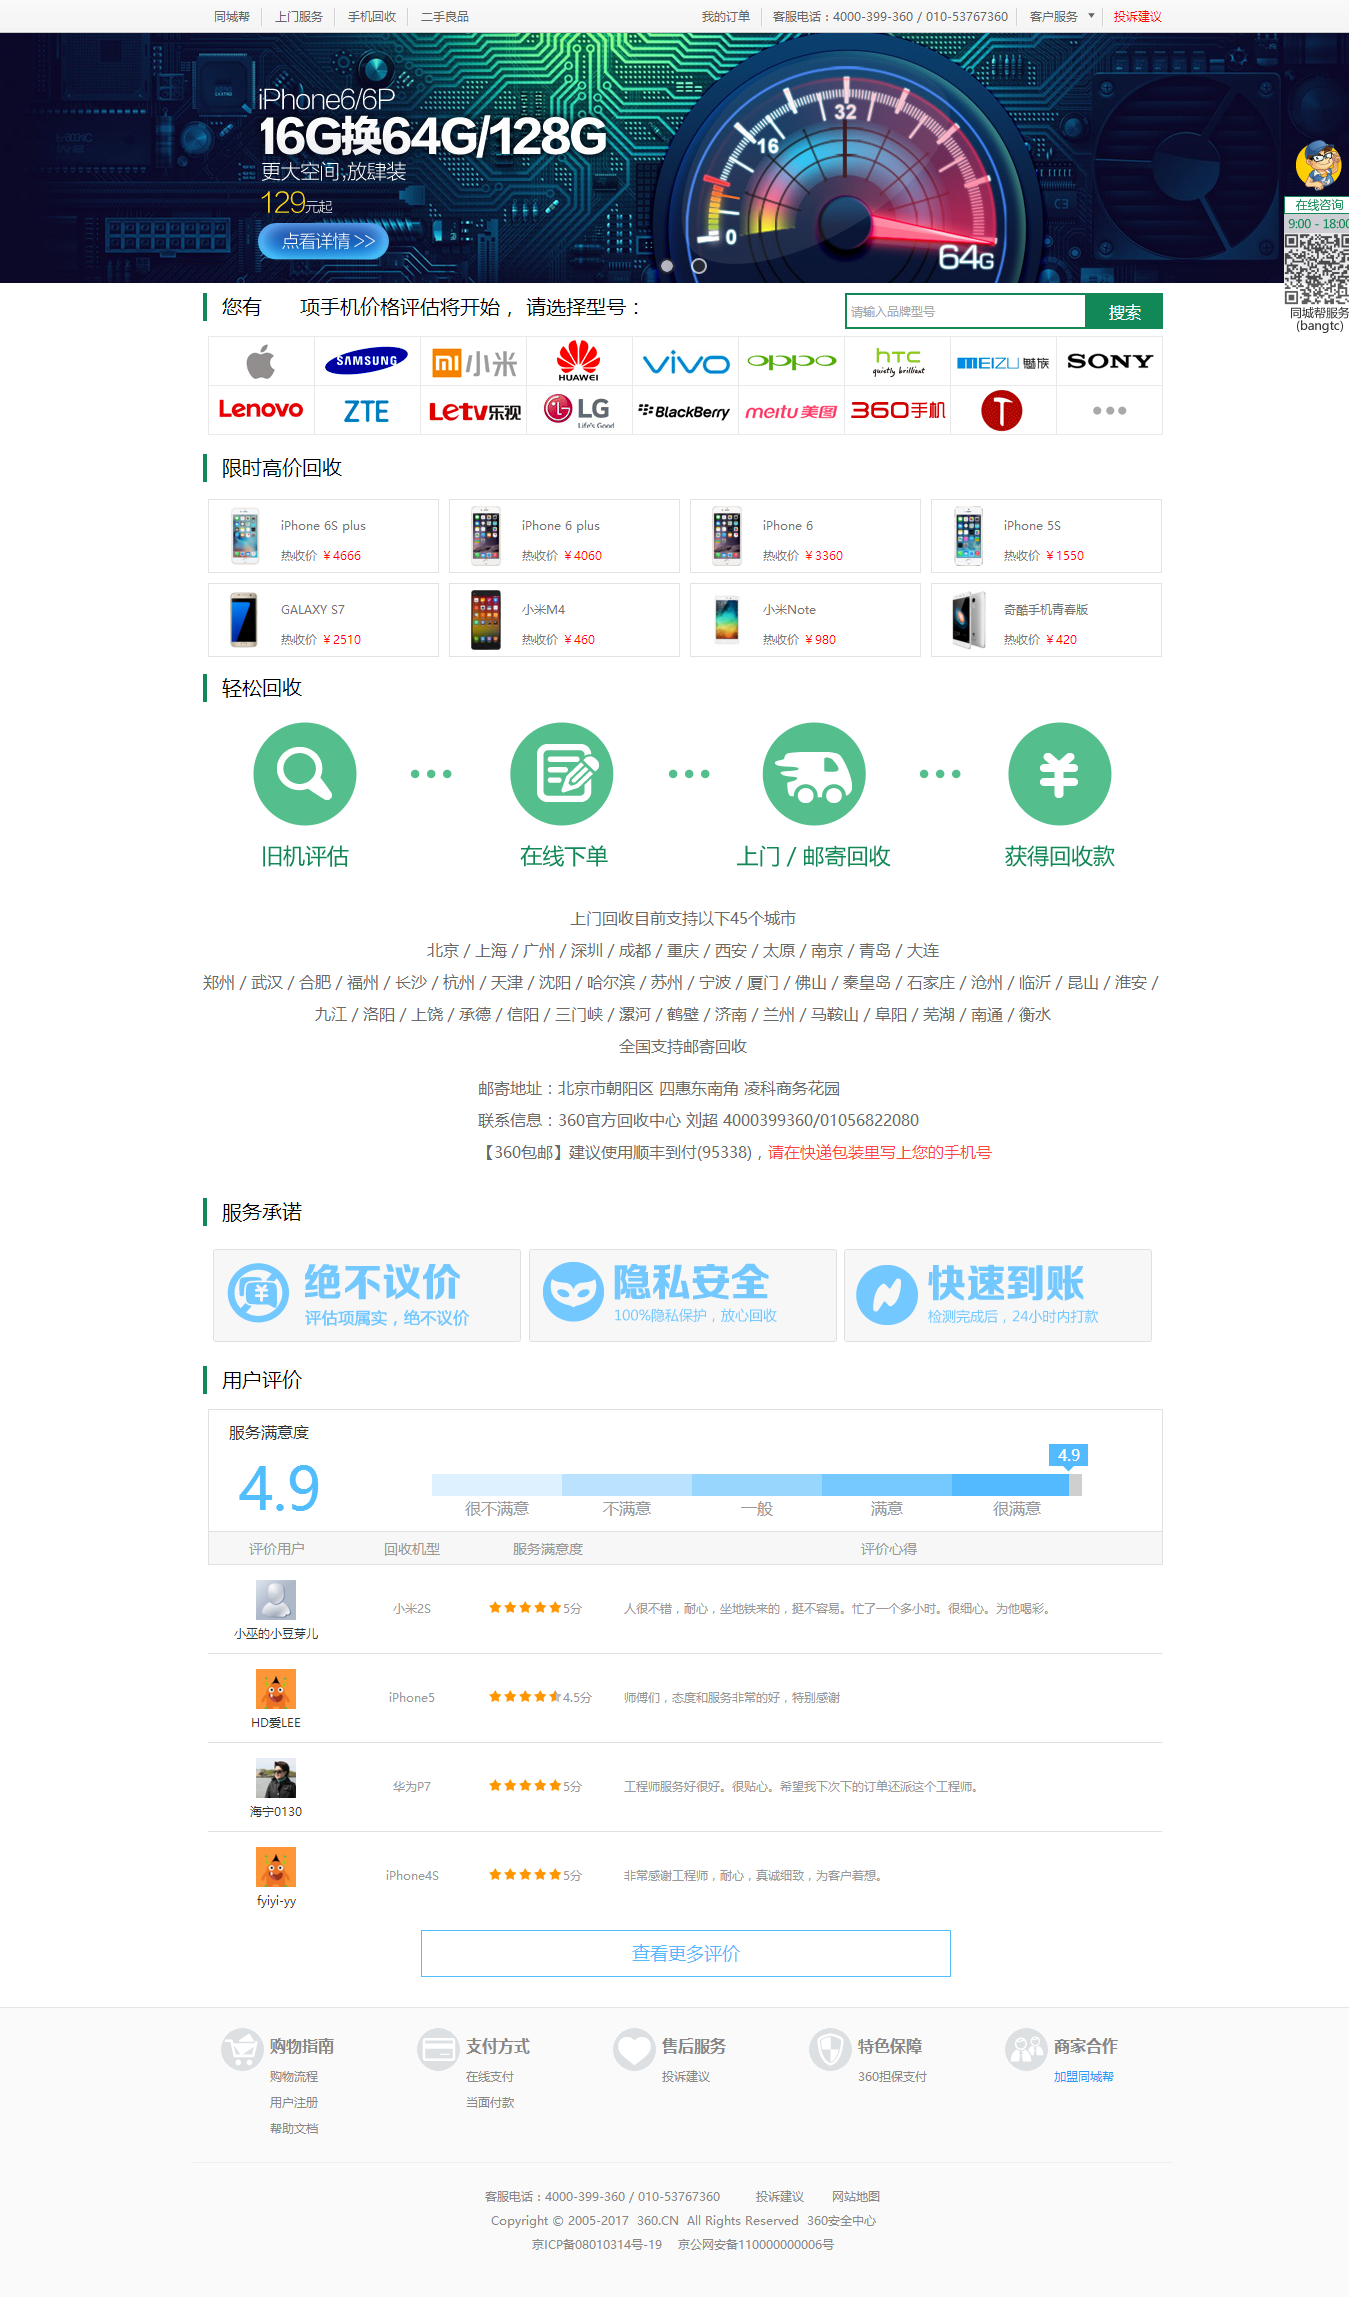 同城帮 上门服务 手机回收 二手良品 我的订单 客服电话：4000-399-360 / 010-53767360 客户服务 投诉建议
iPhone6/6P
16G换64G/128G
更大空间,放肆装
129元起
点看详情 >>
0 16 32 64G
在线咨询
9:00 - 18:00
同城帮服务
(bangtc)
您有 项手机价格评估将开始，请选择型号：
请输入品牌型号 搜索
SAMSUNG 小米 HUAWEI vivo oppo hTC quietly brilliant MEIZU 魅族 SONY
Lenovo ZTE Letv乐视 LG Life's Good BlackBerry meitu 美图 360手机 T
限时高价回收
iPhone 6S plus iPhone 6 plus iPhone 6 iPhone 5S
热收价 ￥4666 热收价 ￥4060 热收价 ￥3360 热收价 ￥1550
GALAXY S7 小米M4 小米Note 奇酷手机青春版
热收价 ￥2510 热收价 ￥460 热收价 ￥980 热收价 ￥420
轻松回收
旧机评估 在线下单 上门 / 邮寄回收 获得回收款
上门回收目前支持以下45个城市
北京 / 上海 / 广州 / 深圳 / 成都 / 重庆 / 西安 / 太原 / 南京 / 青岛 / 大连
郑州 / 武汉 / 合肥 / 福州 / 长沙 / 杭州 / 天津 / 沈阳 / 哈尔滨 / 苏州 / 宁波 / 厦门 / 佛山 / 秦皇岛 / 石家庄 / 沧州 / 临沂 / 昆山 / 淮安 /
九江 / 洛阳 / 上饶 / 承德 / 信阳 / 三门峡 / 漯河 / 鹤壁 / 济南 / 兰州 / 马鞍山 / 阜阳 / 芜湖 / 南通 / 衡水
全国支持邮寄回收
邮寄地址：北京市朝阳区 四惠东南角 凌科商务花园
联系信息：360官方回收中心 刘超 4000399360/01056822080
【360包邮】建议使用顺丰到付(95338)，请在快递包装里写上您的手机号
服务承诺
绝不议价 隐私安全 快速到账
评估项属实，绝不议价 100%隐私保护，放心回收 检测完成后，24小时内打款
用户评价
服务满意度
4.9
4.9
很不满意 不满意 一般 满意 很满意
评价用户 回收机型 服务满意度 评价心得
小米2S 5分 人很不错，耐心，坐地铁来的，挺不容易。忙了一个多小时。很细心。为他喝彩。
小巫的小豆芽儿
iPhone5 4.5分 师傅们，态度和服务非常的好，特别感谢
HD爱LEE
华为P7 5分 工程师服务好很好。很贴心。希望我下次下的订单还派这个工程师。
海宁0130
iPhone4S 5分 非常感谢工程师，耐心，真诚细致，为客户着想。
fyiyi-yy
查看更多评价
购物指南 支付方式 售后服务 特色保障 商家合作
购物流程 在线支付 投诉建议 360担保支付 加盟同城帮
用户注册 当面付款
帮助文档
客服电话：4000-399-360 / 010-53767360 投诉建议 网站地图
Copyright © 2005-2017 360.CN All Rights Reserved 360安全中心
京ICP备08010314号-19 京公网安备110000000006号